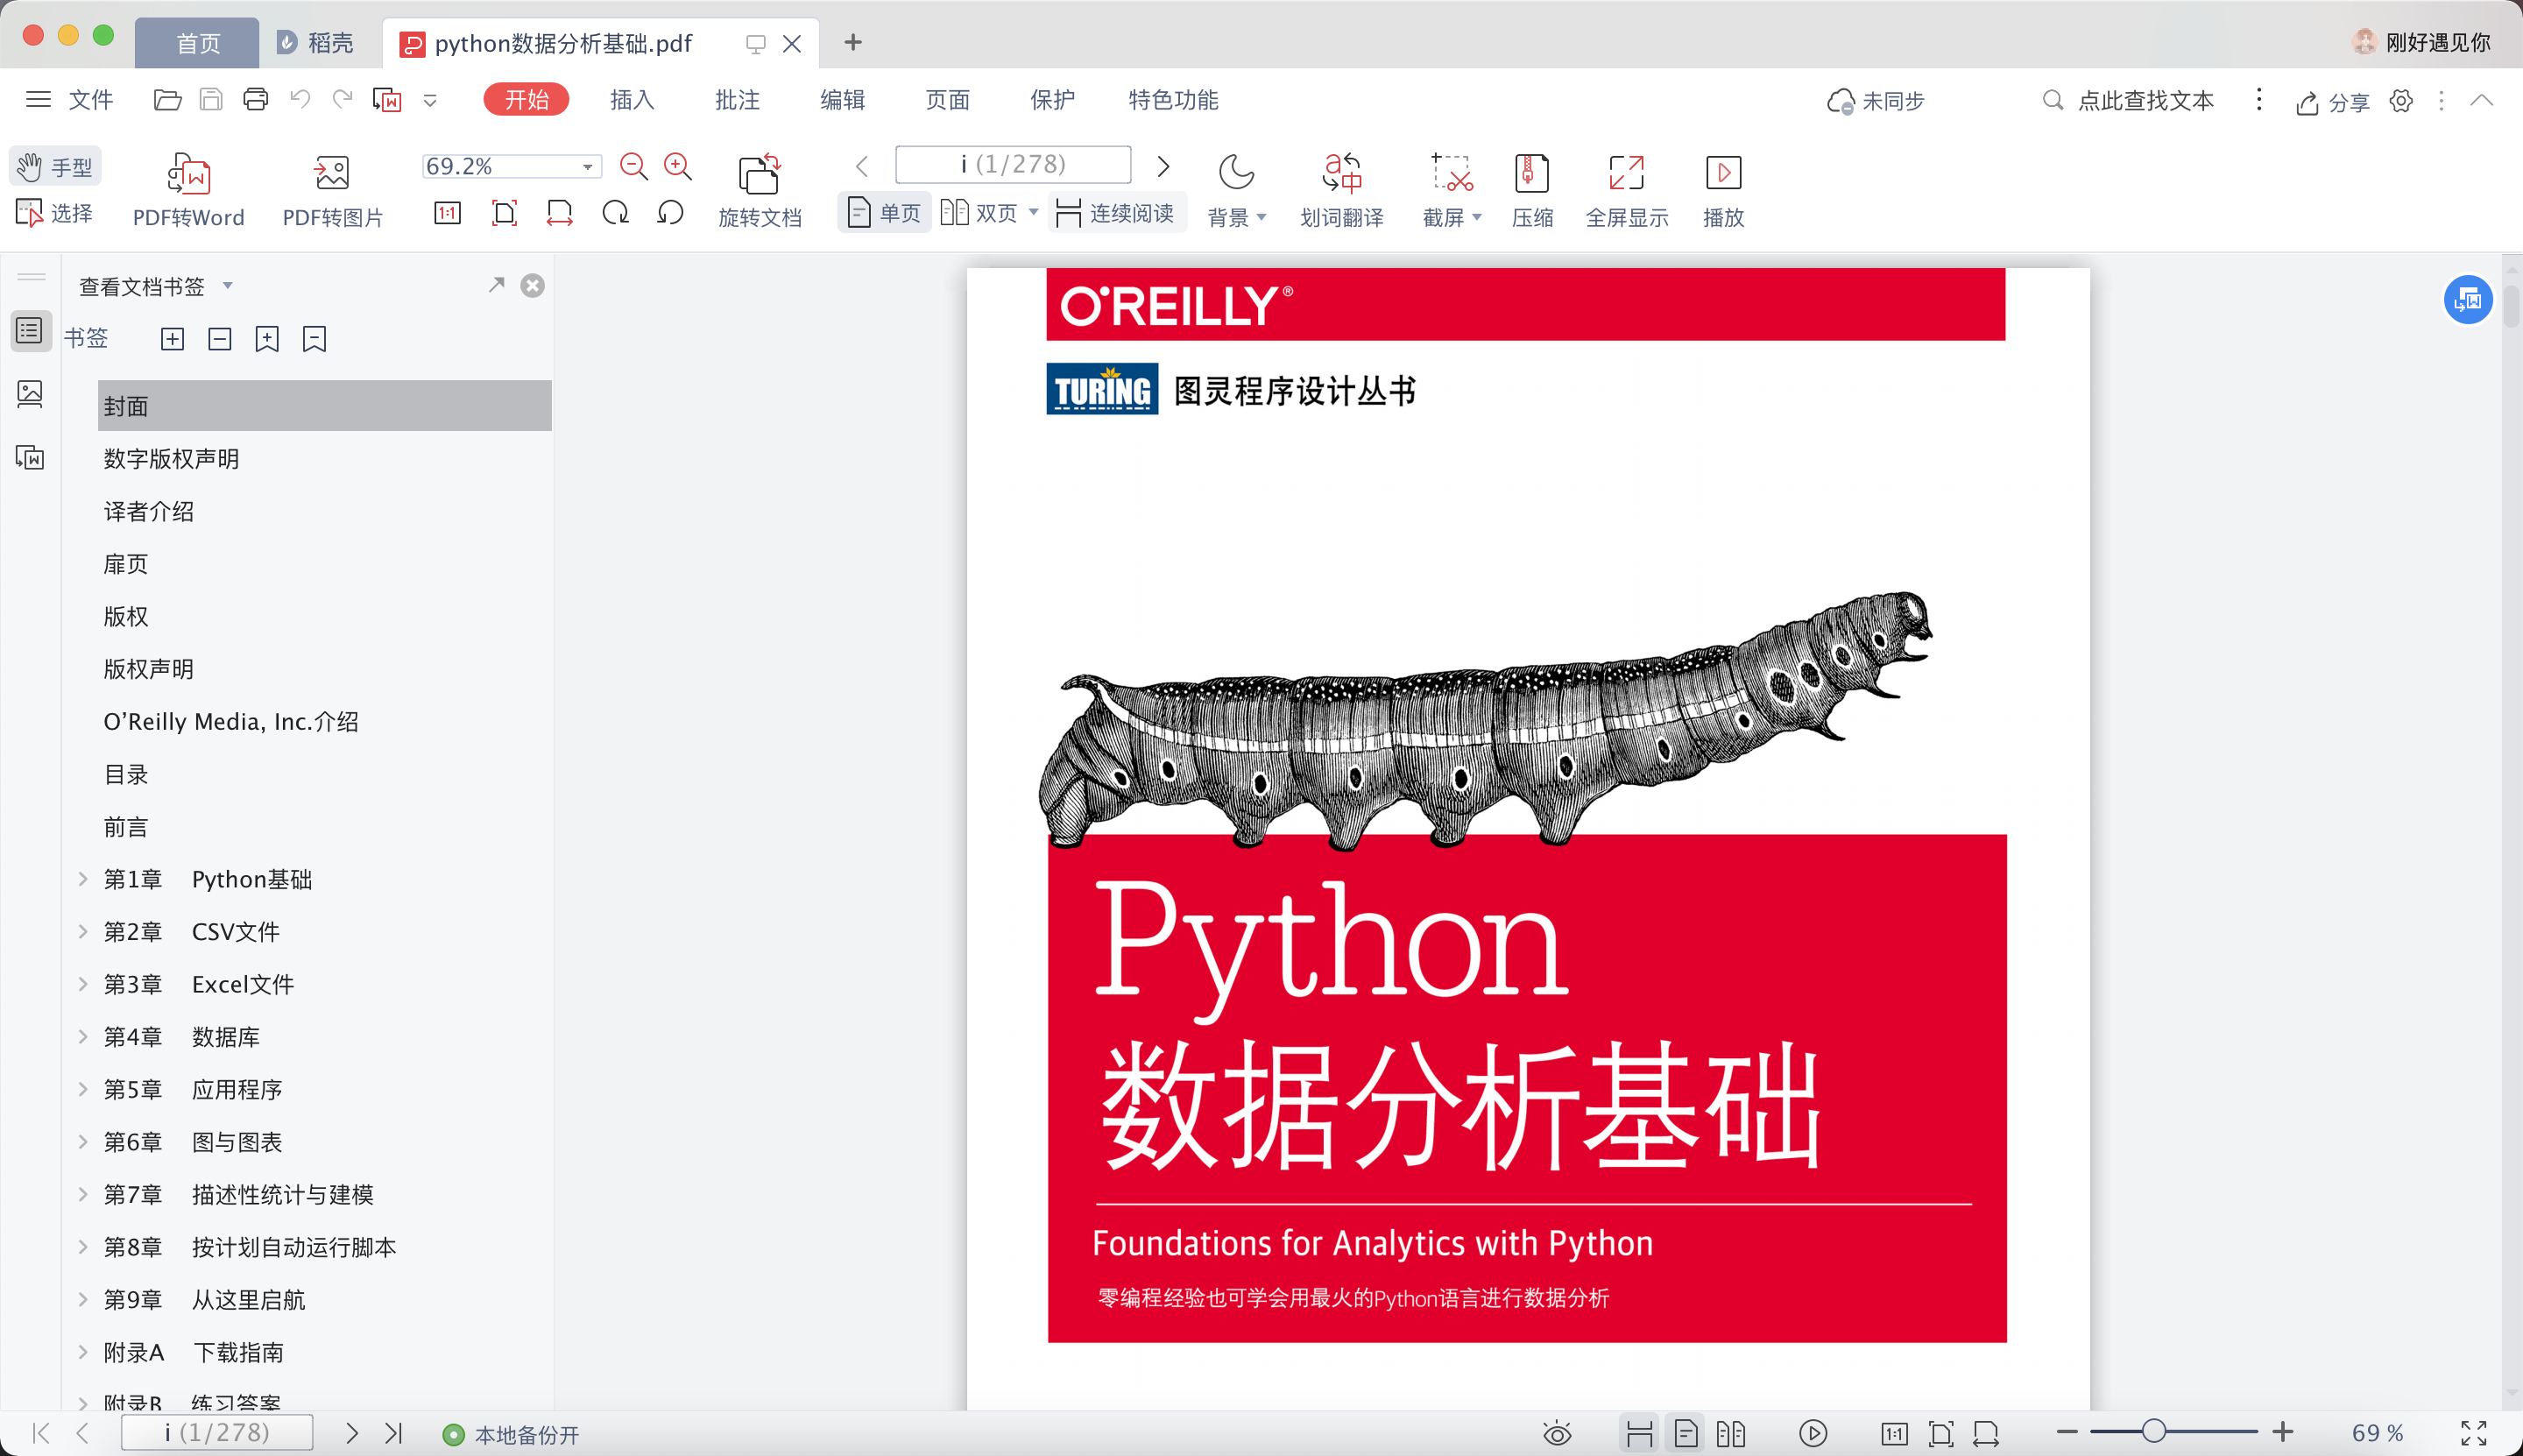 首页
稻壳
python数据分析基础.pdf
刚好遇见你
文件
开始
插入
批注
编辑
页面
保护
特色功能
未同步
点此查找文本
分享
手型
选择
PDF转Word
PDF转图片
69.2%
1:1
旋转文档
i (1/278)
单页
双页
连续阅读
背景
划词翻译
截屏
压缩
全屏显示
播放
查看文档书签
书签
封面
数字版权声明
译者介绍
扉页
版权
版权声明
O’Reilly Media, Inc.介绍
目录
前言
第1章 Python基础
第2章 CSV文件
第3章 Excel文件
第4章 数据库
第5章 应用程序
第6章 图与图表
第7章 描述性统计与建模
第8章 按计划自动运行脚本
第9章 从这里启航
附录A 下载指南
附录B 练习答案
O'REILLY®
TURING 图灵程序设计丛书
Python
数据分析基础
Foundations for Analytics with Python
零编程经验也可学会用最火的Python语言进行数据分析
i (1/278)
本地备份开
1:1
69 %